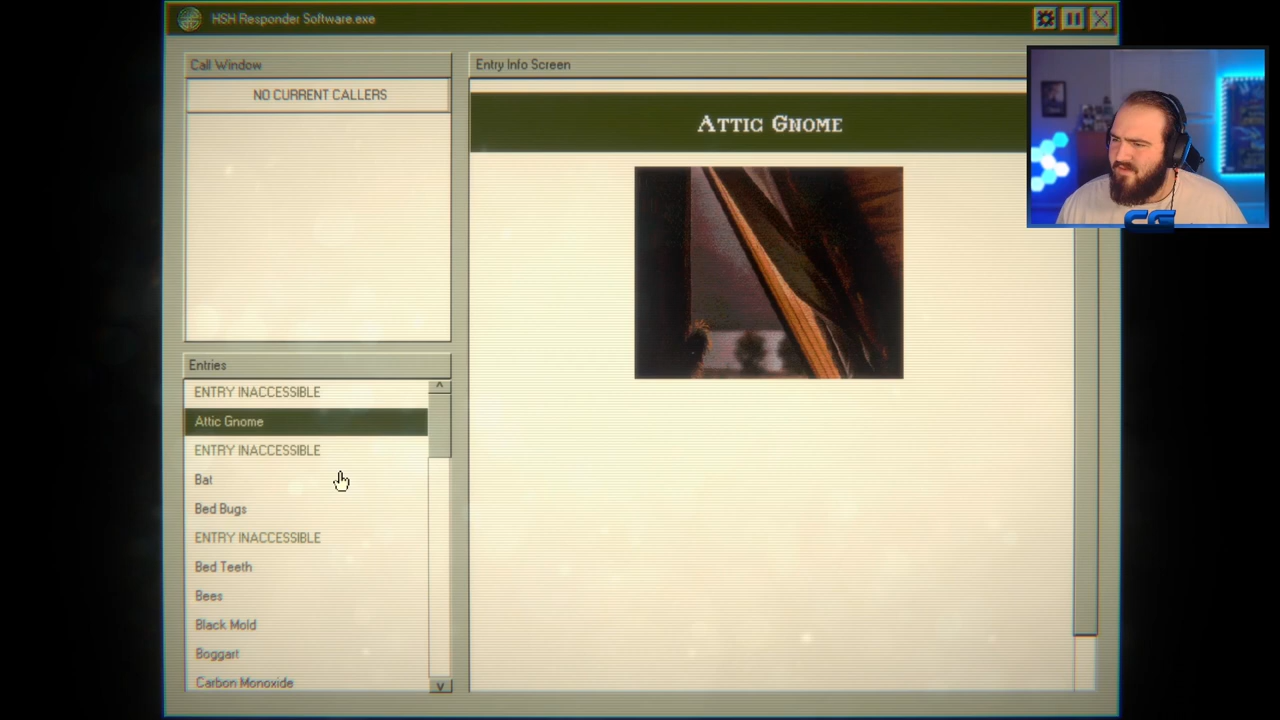 HSH Responder Software.exe
Call Window
NO CURRENT CALLERS
Entries
ENTRY INACCESSIBLE
Attic Gnome
ENTRY INACCESSIBLE
Bat
Bed Bugs
ENTRY INACCESSIBLE
Bed Teeth
Bees
Black Mold
Boggart
Carbon Monoxide
Entry Info Screen
Attic Gnome
CG